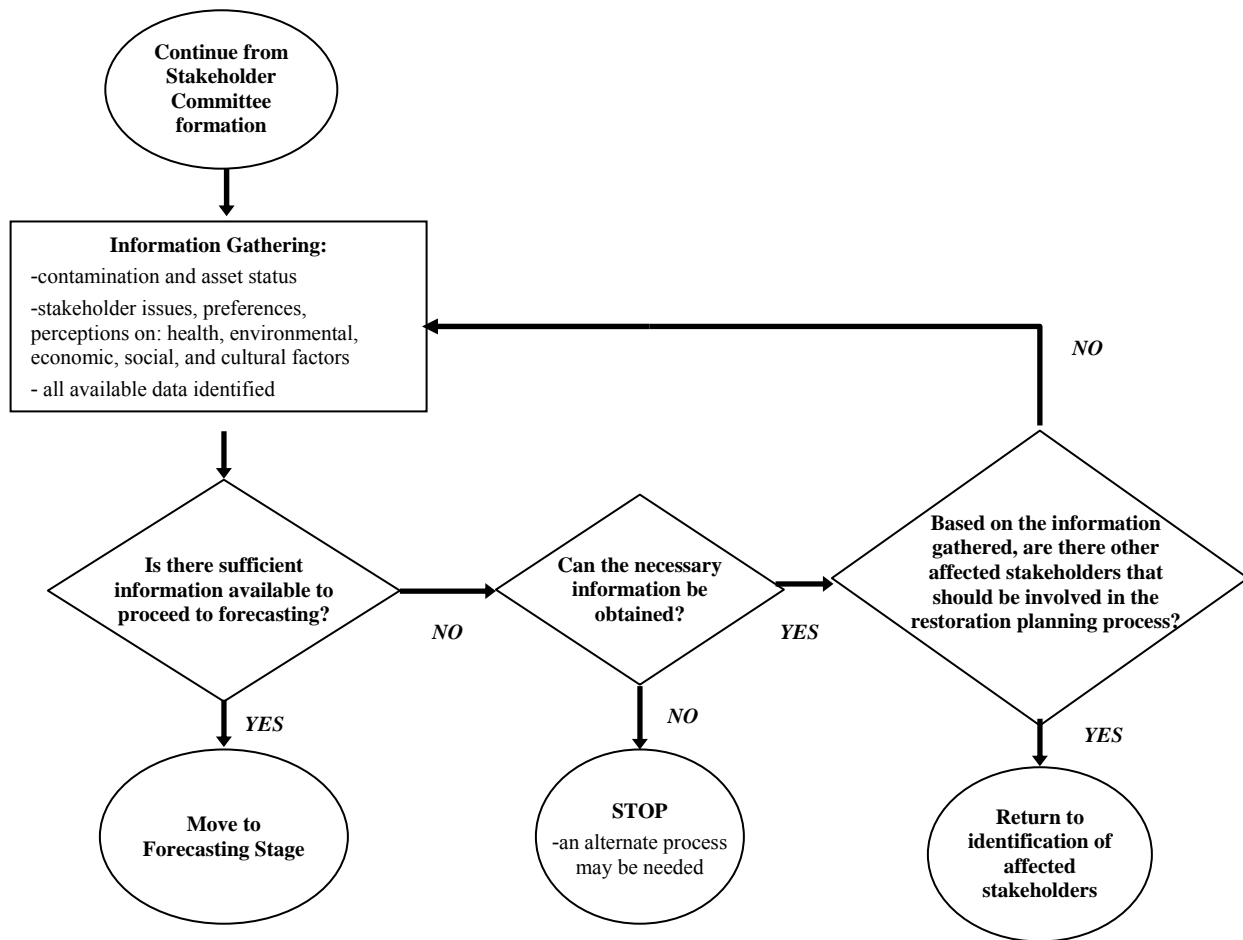 Continue from
Stakeholder
Committee
formation
Information Gathering:
-contamination and asset status
-stakeholder issues, preferences,
perceptions on: health, environmental,
economic, social, and cultural factors
- all available data identified
NO
Is there sufficient
information available to
proceed to forecasting?
NO
Can the necessary
information be
obtained?
YES
Based on the information
gathered, are there other
affected stakeholders that
should be involved in the
restoration planning process?
YES
NO
YES
Move to
Forecasting Stage
STOP
-an alternate process
may be needed
Return to
identification of
affected
stakeholders